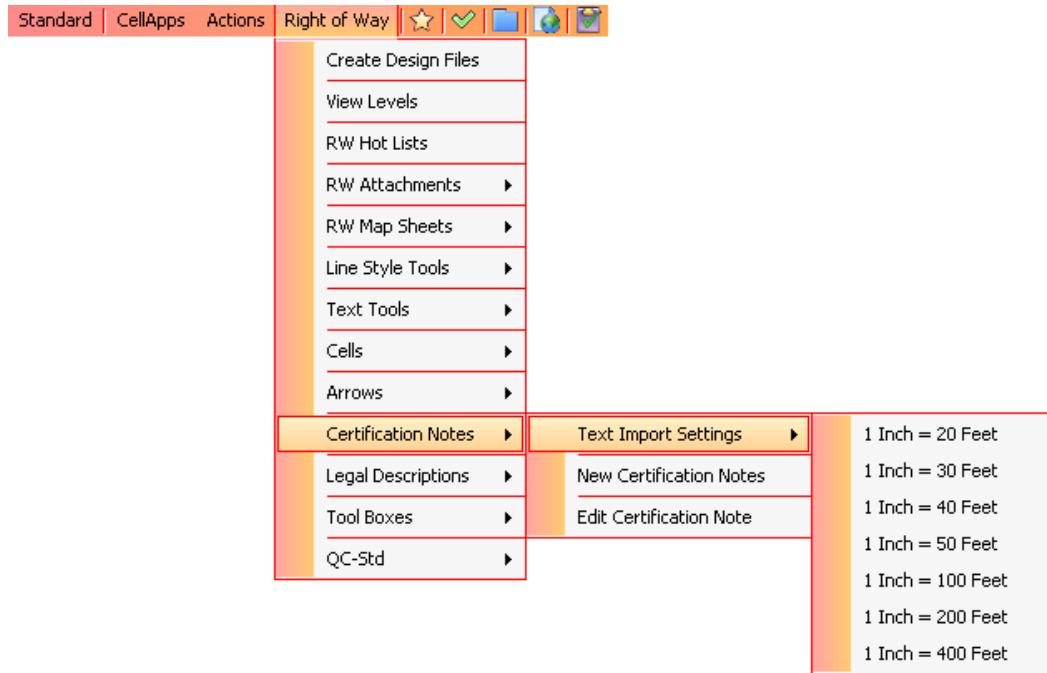 Standard CellApps Actions Right of Way
Create Design Files
View Levels
RW Hot Lists
RW Attachments
RW Map Sheets
Line Style Tools
Text Tools
Cells
Arrows
Certification Notes
Legal Descriptions
Tool Boxes
QC-Std
Text Import Settings
New Certification Notes
Edit Certification Note
1 Inch = 20 Feet
1 Inch = 30 Feet
1 Inch = 40 Feet
1 Inch = 50 Feet
1 Inch = 100 Feet
1 Inch = 200 Feet
1 Inch = 400 Feet